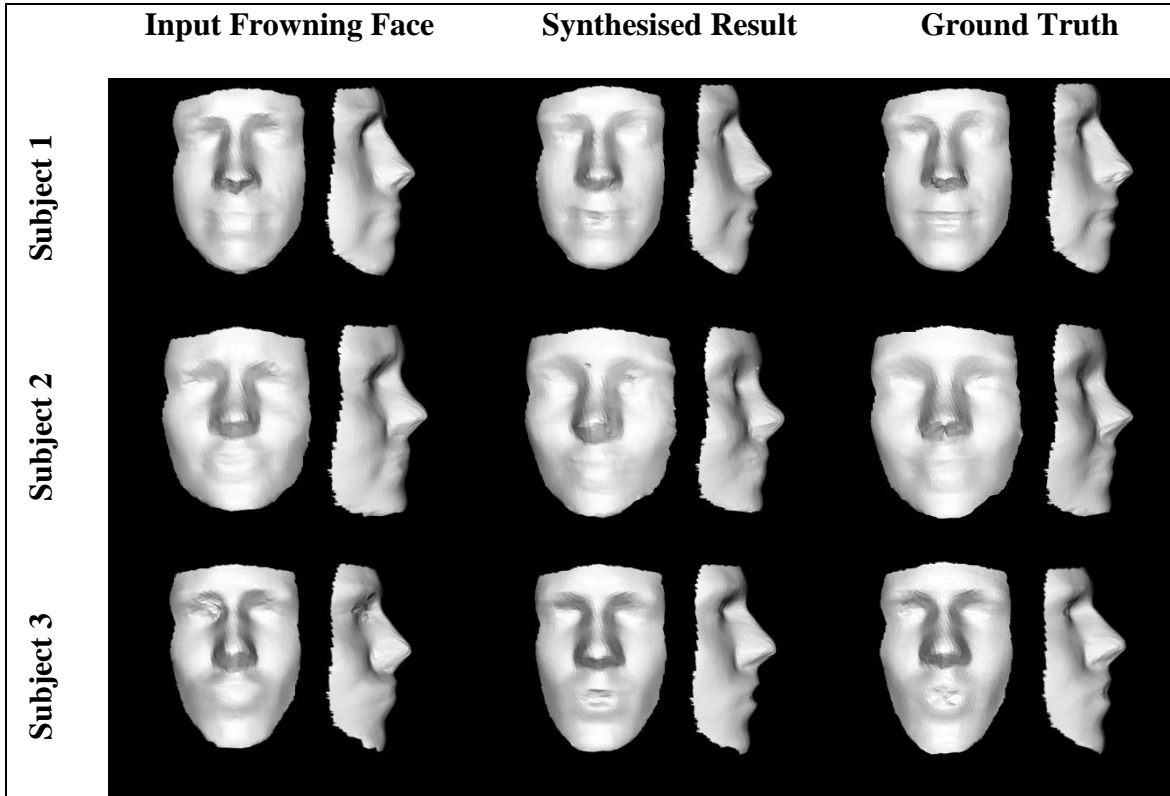 Input Frowning Face
Synthesised Result
Ground Truth
Subject 1
Subject 2
Subject 3